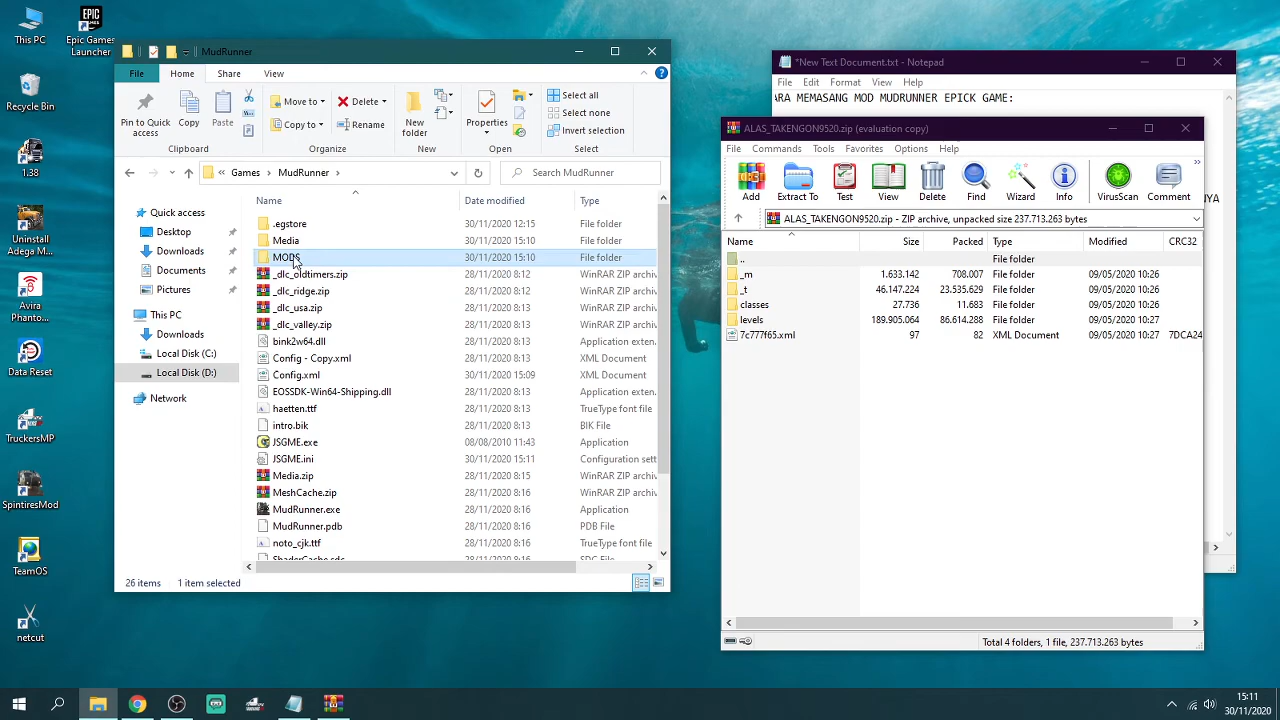 This PC
Epic Games
Launcher
Recycle Bin
1.38
Uninstall
Adega M...
Avira
Phanto...
Data Reset
TruckersMP
SpintiresMod
TeamOS
netcut
MudRunner
File
Home
Share
View
Pin to Quick
access
Copy
Paste
Clipboard
Move to
Copy to
Delete
Rename
Organize
New
folder
New
Properties
Open
Select all
Select none
Invert selection
Select
« Games > MudRunner >
Search MudRunner
Quick access
Desktop
Downloads
Documents
Pictures
This PC
Downloads
Local Disk (C:)
Local Disk (D:)
Network
Name Date modified Type
.egstore 30/11/2020 12:15 File folder
Media 30/11/2020 15:10 File folder
MODS 30/11/2020 15:10 File folder
_dlc_oldtimers.zip 28/11/2020 8:12 WinRAR ZIP archiv
_dlc_ridge.zip 28/11/2020 8:12 WinRAR ZIP archiv
_dlc_usa.zip 28/11/2020 8:13 WinRAR ZIP archiv
_dlc_valley.zip 28/11/2020 8:13 WinRAR ZIP archiv
bink2w64.dll 28/11/2020 8:13 Application exten.
Config - Copy.xml 28/11/2020 8:13 XML Document
Config.xml 30/11/2020 15:09 XML Document
EOSSDK-Win64-Shipping.dll 28/11/2020 8:13 Application exten.
haetten.ttf 28/11/2020 8:13 TrueType font file
intro.bik 28/11/2020 8:13 BIK File
JSGME.exe 08/08/2010 11:43 Application
JSGME.ini 30/11/2020 15:11 Configuration sett
Media.zip 28/11/2020 8:15 WinRAR ZIP archiv
MeshCache.zip 28/11/2020 8:16 WinRAR ZIP archiv
MudRunner.exe 28/11/2020 8:16 Application
MudRunner.pdb 28/11/2020 8:16 PDB File
noto_cjk.ttf 28/11/2020 8:16 TrueType font file
ShaderCache.sdc 28/11/2020 8:16 SDC File
26 items 1 item selected
*New Text Document.txt - Notepad
File Edit Format View Help
ARA MEMASANG MOD MUDRUNNER EPICK GAME:
NYA
ALAS_TAKENGON9520.zip (evaluation copy)
File Commands Tools Favorites Options Help
Add Extract To Test View Delete Find Wizard Info VirusScan Comment
ALAS_TAKENGON9520.zip - ZIP archive, unpacked size 237.713.263 bytes
Name Size Packed Type Modified CRC32
.. File folder
_m 1.633.142 708.007 File folder 09/05/2020 10:26
_t 46.147.224 23.535.629 File folder 09/05/2020 10:26
classes 27.736 11.683 File folder 09/05/2020 10:26
levels 189.905.064 86.614.288 File folder 09/05/2020 10:27
7c777f65.xml 97 82 XML Document 09/05/2020 10:27 7DCA24
Total 4 folders, 1 file, 237.713.263 bytes
15:11
30/11/2020